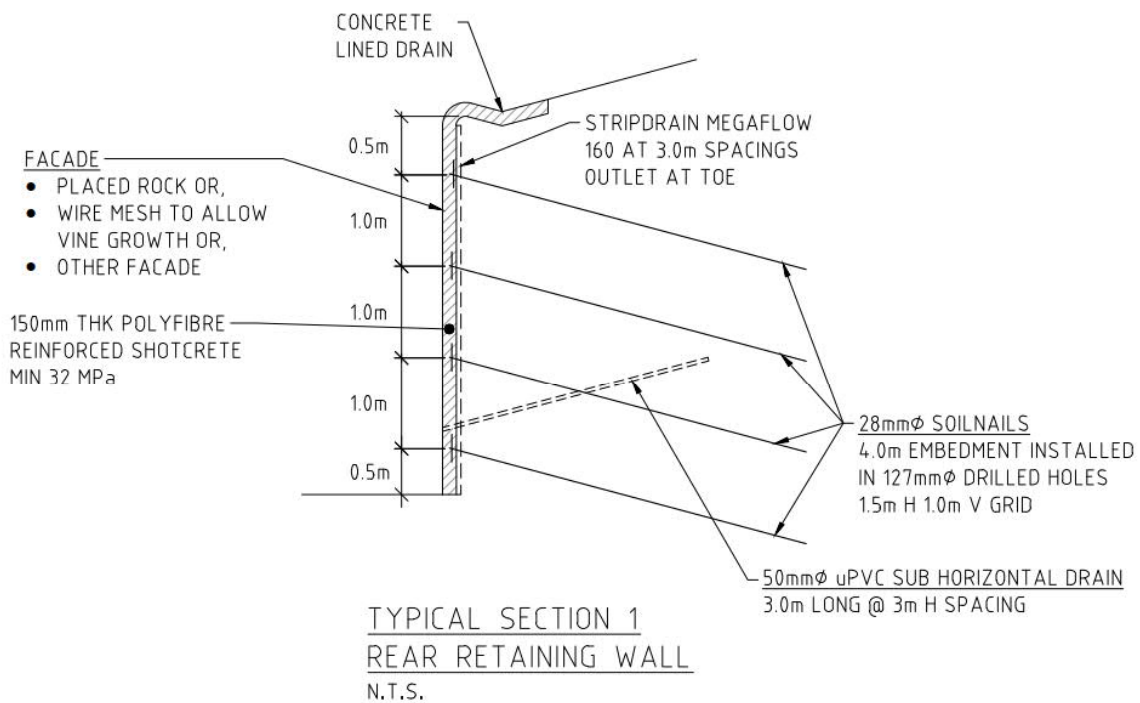 CONCRETE
LINED DRAIN
STRIPDRAIN MEGAFLOW
160 AT 3.0m SPACINGS
OUTLET AT TOE
FACADE
• PLACED ROCK OR,
• WIRE MESH TO ALLOW
VINE GROWTH OR,
• OTHER FACADE
150mm THK POLYFIBRE
REINFORCED SHOTCRETE
MIN 32 MPa
0.5m
1.0m
1.0m
1.0m
0.5m
28mmØ SOILNAILS
4.0m EMBEDMENT INSTALLED
IN 127mmØ DRILLED HOLES
1.5m H 1.0m V GRID
50mmØ uPVC SUB HORIZONTAL DRAIN
3.0m LONG @ 3m H SPACING
TYPICAL SECTION 1
REAR RETAINING WALL
N.T.S.